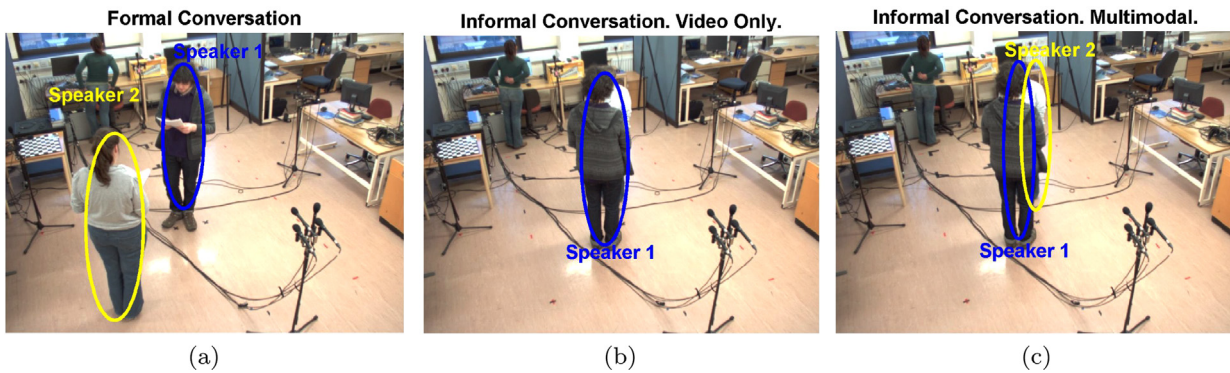 Formal Conversation
Speaker 1
Speaker 2
(a)
Informal Conversation. Video Only.
Speaker 1
(b)
Informal Conversation. Multimodal.
Speaker 2
Speaker 1
(c)